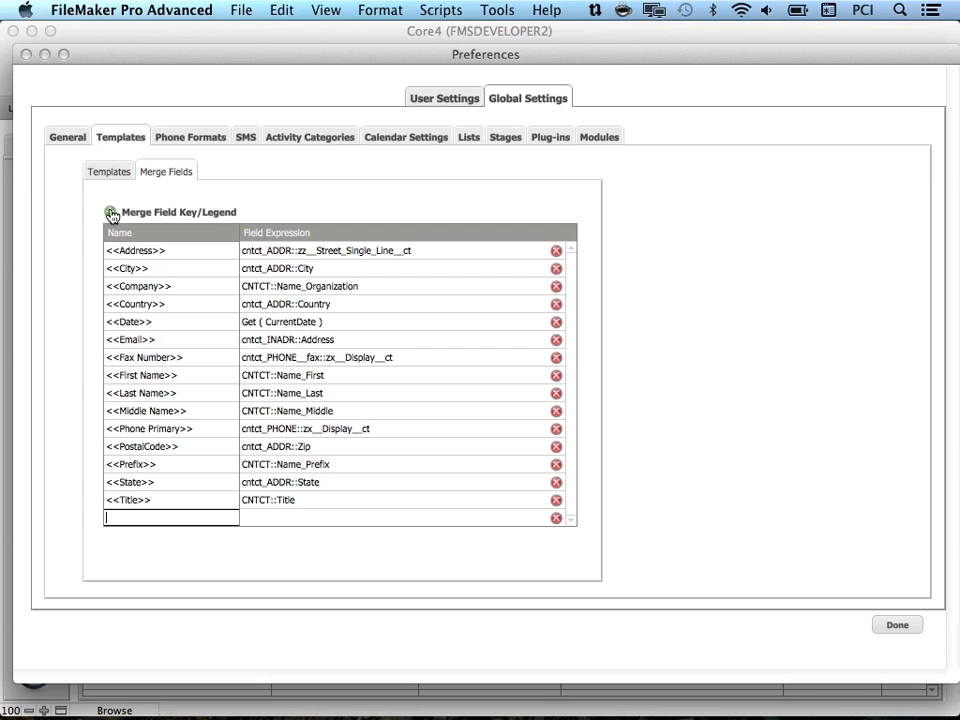 FileMaker Pro Advanced File Edit View Format Scripts Tools Window Help PCI
Core4 (FMSDEVELOPER2)
Preferences
User Settings Global Settings
General Templates Phone Formats SMS Activity Categories Calendar Settings Lists Stages Plug-ins Modules
Templates Merge Fields
Merge Field Key/Legend
Name Field Expression
<<Address>> cntct_ADDR::zz__Street_Single_Line__ct
<<City>> cntct_ADDR::City
<<Company>> CNTCT::Name_Organization
<<Country>> cntct_ADDR::Country
<<Date>> Get ( CurrentDate )
<<Email>> cntct_INADR::Address
<<Fax Number>> cntct_PHONE__fax::zx__Display__ct
<<First Name>> CNTCT::Name_First
<<Last Name>> CNTCT::Name_Last
<<Middle Name>> CNTCT::Name_Middle
<<Phone Primary>> cntct_PHONE::zx__Display__ct
<<PostalCode>> cntct_ADDR::Zip
<<Prefix>> CNTCT::Name_Prefix
<<State>> cntct_ADDR::State
<<Title>> CNTCT::Title
Done
100 Browse